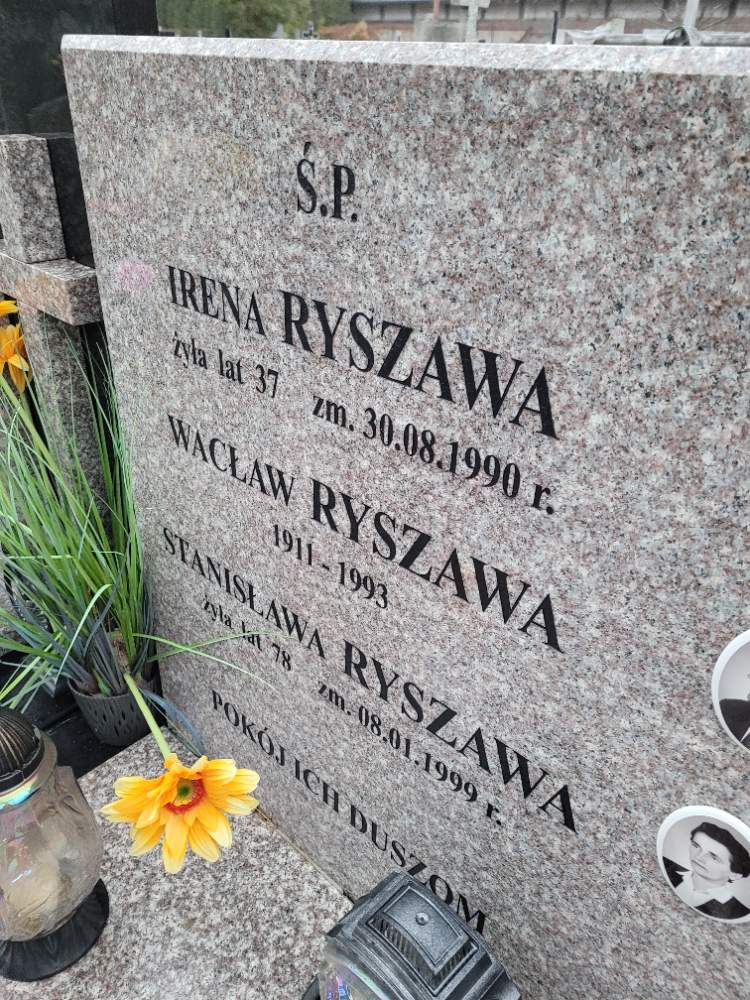 Ś.P.
IRENA RYSZAWA
żyła lat 37 zm. 30.08.1990 r.
WACŁAW RYSZAWA
1911 - 1993
STANISŁAWA RYSZAWA
żyła lat 78 zm. 08.01.1999 r.
POKÓJ ICH DUSZOM